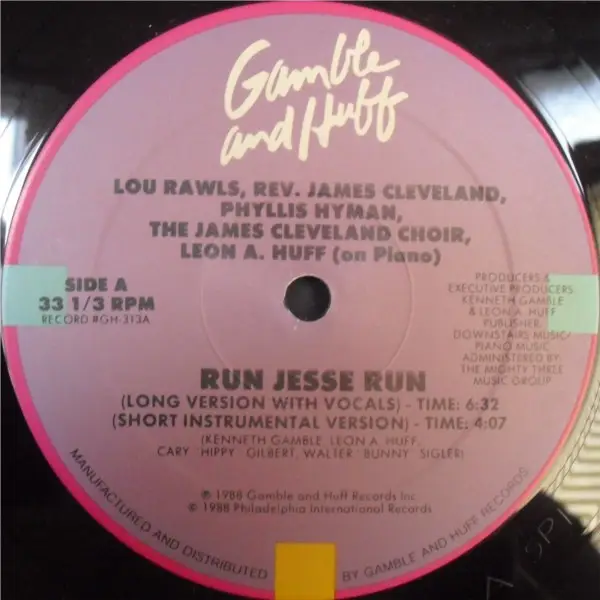 Gamble
and Huff
LOU RAWLS, REV. JAMES CLEVELAND,
PHYLLIS HYMAN,
THE JAMES CLEVELAND CHOIR,
LEON A. HUFF (on Piano)
SIDE A
33 1/3 RPM
RECORD #GH-313A
PRODUCERS &
EXECUTIVE PRODUCERS:
KENNETH GAMBLE
& LEON A. HUFF
PUBLISHER:
DOWNSTAIRS MUSIC/
PIANO MUSIC
ADMINISTERED BY:
THE MIGHTY THREE
MUSIC GROUP
RUN JESSE RUN
(LONG VERSION WITH VOCALS) - TIME: 6:32
(SHORT INSTRUMENTAL VERSION) - TIME: 4:07
(KENNETH GAMBLE, LEON A. HUFF,
CARY "HIPPY" GILBERT, WALTER "BUNNY" SIGLER)
℗ 1988 Gamble and Huff Records Inc.
© 1988 Philadelphia International Records
MANUFACTURED AND DISTRIBUTED BY GAMBLE AND HUFF RECORDS